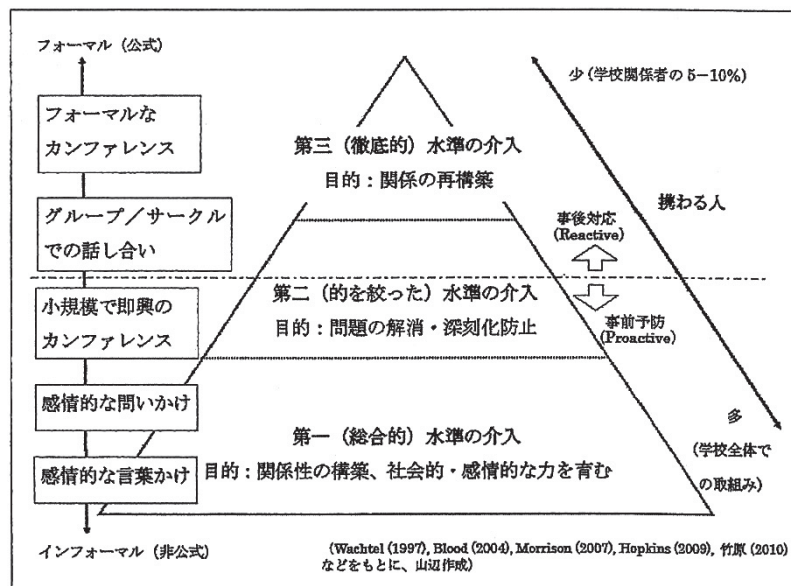 フォーマル（公式）
フォーマルな
カンファレンス
グループ／サークル
での話し合い
小規模で即興の
カンファレンス
感情的な問いかけ
感情的な言葉かけ
インフォーマル（非公式）
第三（徹底的）水準の介入
目的：関係の再構築
第二（的を絞った）水準の介入
目的：問題の解消・深刻化防止
第一（総合的）水準の介入
目的：関係性の構築、社会的・感情的な力を育む
少（学校関係者の5－10%）
携わる人
事後対応
(Reactive)
事前予防
(Proactive)
多
（学校全体で
の取組み）
（Wachtel (1997), Blood (2004), Morrison (2007), Hopkins (2009), 竹原 (2010)
などをもとに、山辺作成）